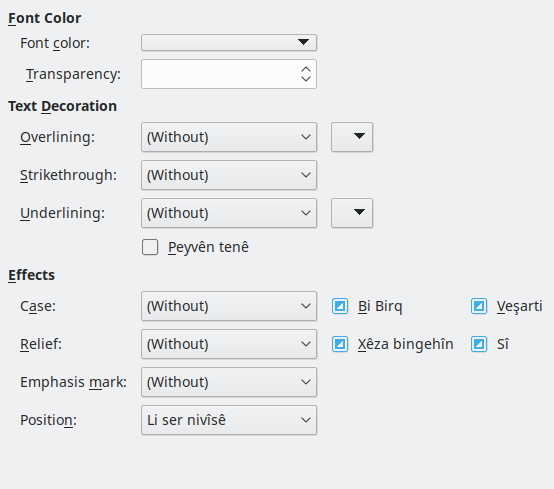 Font Color
Font color:
Transparency:
Text Decoration
Overlining: (Without)
Strikethrough: (Without)
Underlining: (Without)
Peyvên tenê
Effects
Case: (Without) Bi Birq Veşarti
Relief: (Without) Xêza bingehîn Sî
Emphasis mark: (Without)
Position: Li ser nivîsê